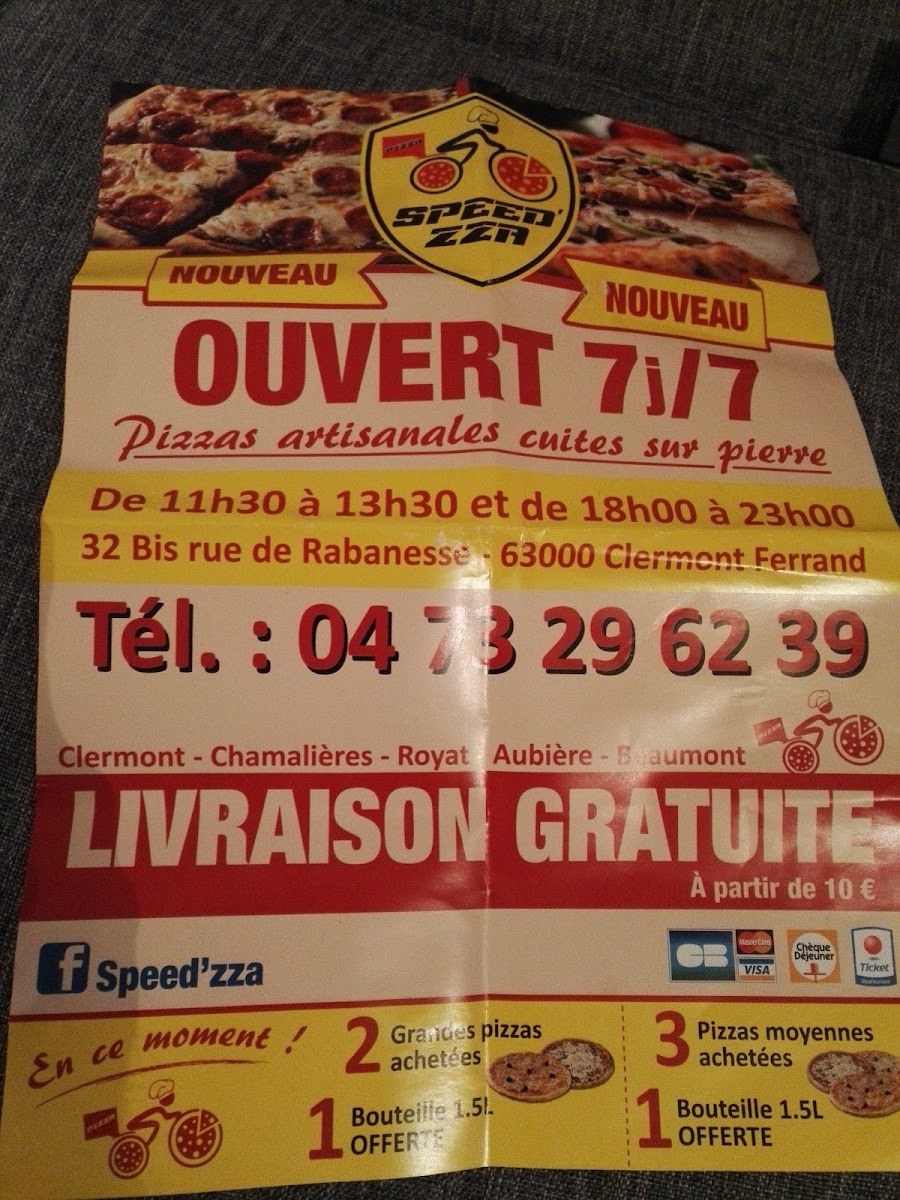 PIZZA
SPEED'
ZZA
NOUVEAU
NOUVEAU
OUVERT 7j/7
Pizzas artisanales cuites sur pierre
De 11h30 à 13h30 et de 18h00 à 23h00
32 Bis rue de Rabanesse - 63000 Clermont Ferrand
Tél. : 04 73 29 62 39
Clermont - Chamalières - Royat - Aubière - Beaumont
PIZZA
LIVRAISON GRATUITE
À partir de 10 €
f Speed'zza
CB
MasterCard
VISA
Chèque
Déjeuner
Ticket
Restaurant
En ce moment !
2 Grandes pizzas
achetées
1 Bouteille 1.5L
OFFERTE
3 Pizzas moyennes
achetées
1 Bouteille 1.5L
OFFERTE